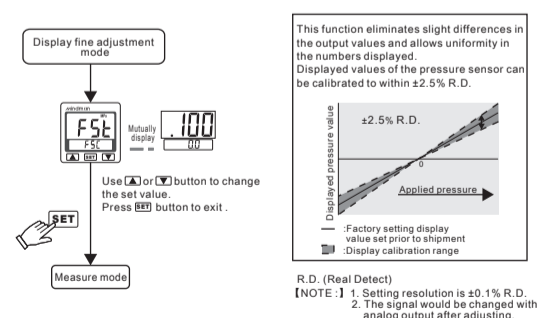 Display fine adjustment
mode
FSt
FSC
SET
Mutually
display
.100
0.0
Use ▲ or ▼ button to change
the set value.
Press SET button to exit .
SET
Measure mode
This function eliminates slight differences in
the output values and allows uniformity in
the numbers displayed.
Displayed values of the pressure sensor can
be calibrated to within ±2.5% R.D.
Displayed pressure value
±2.5% R.D.
0
Applied pressure
:Factory setting display
value set prior to shipment
:Display calibration range
R.D. (Real Detect)
【NOTE :】 1. Setting resolution is ±0.1% R.D.
2. The signal would be changed with
analog output after adjusting.